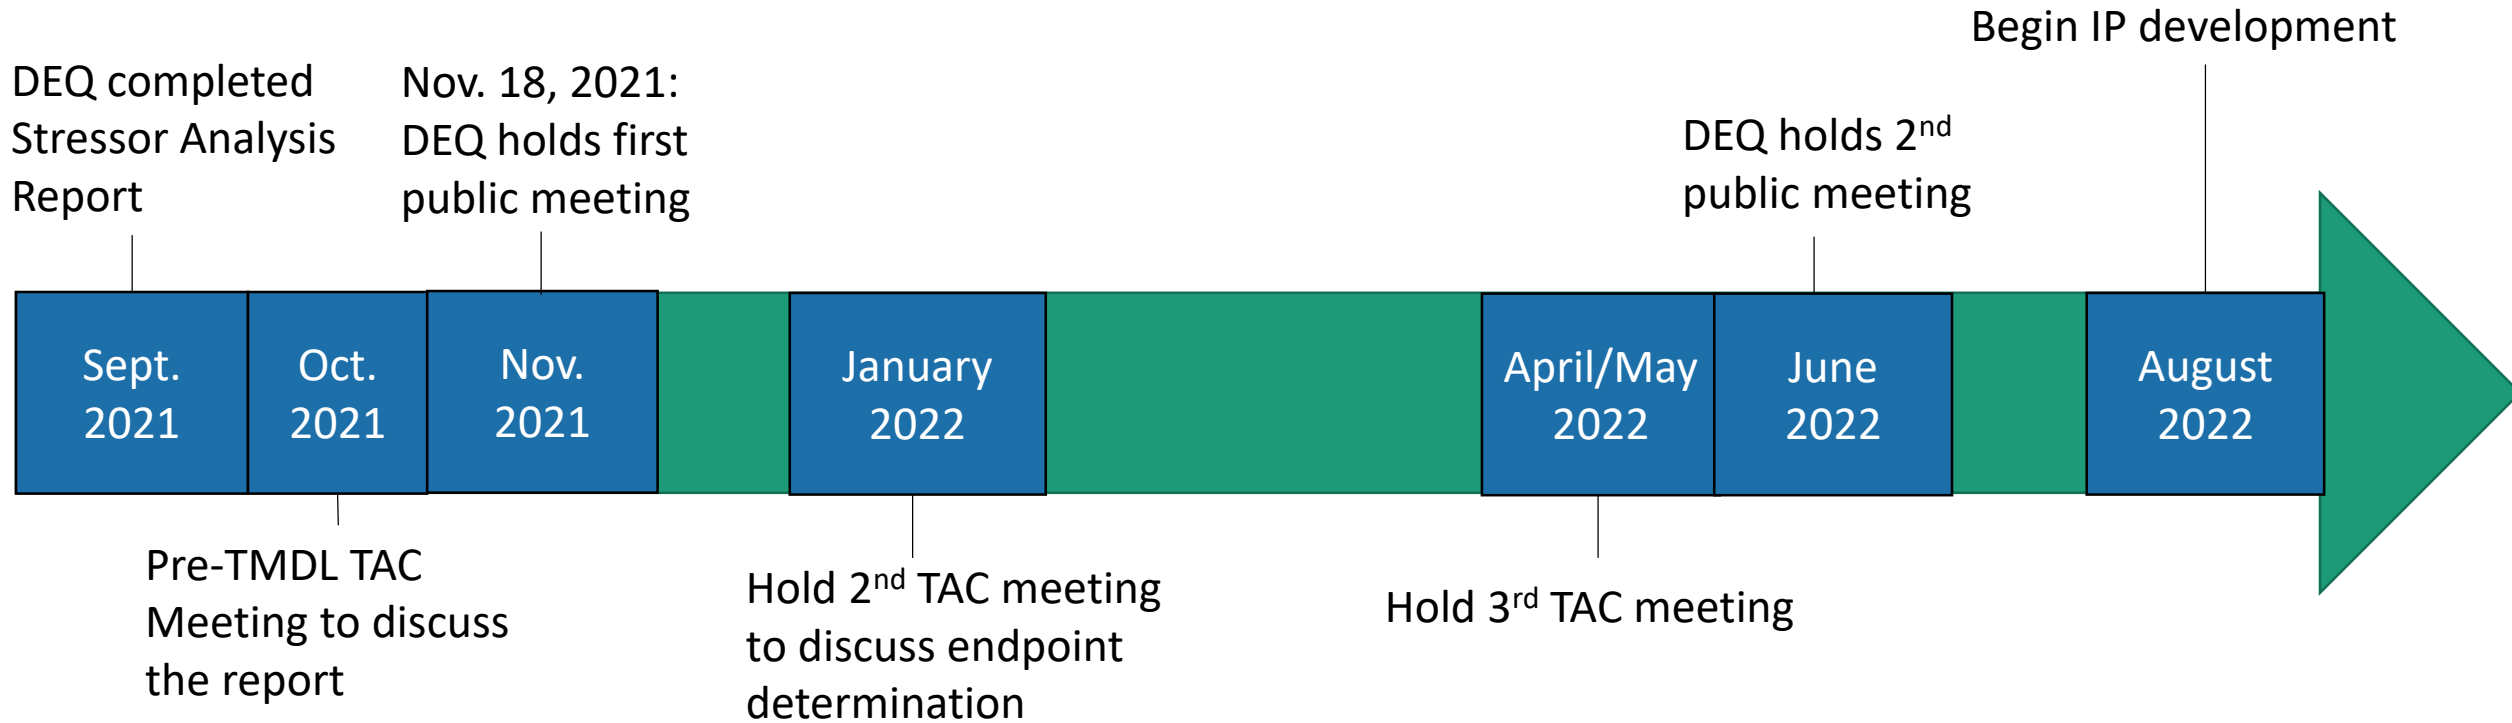 Begin IP development
DEQ completed
Stressor Analysis
Report
Nov. 18, 2021:
DEQ holds first
public meeting
DEQ holds 2nd
public meeting
Sept.
2021
Oct.
2021
Nov.
2021
January
2022
April/May
2022
June
2022
August
2022
Pre-TMDL TAC
Meeting to discuss
the report
Hold 2nd TAC meeting
to discuss endpoint
determination
Hold 3rd TAC meeting